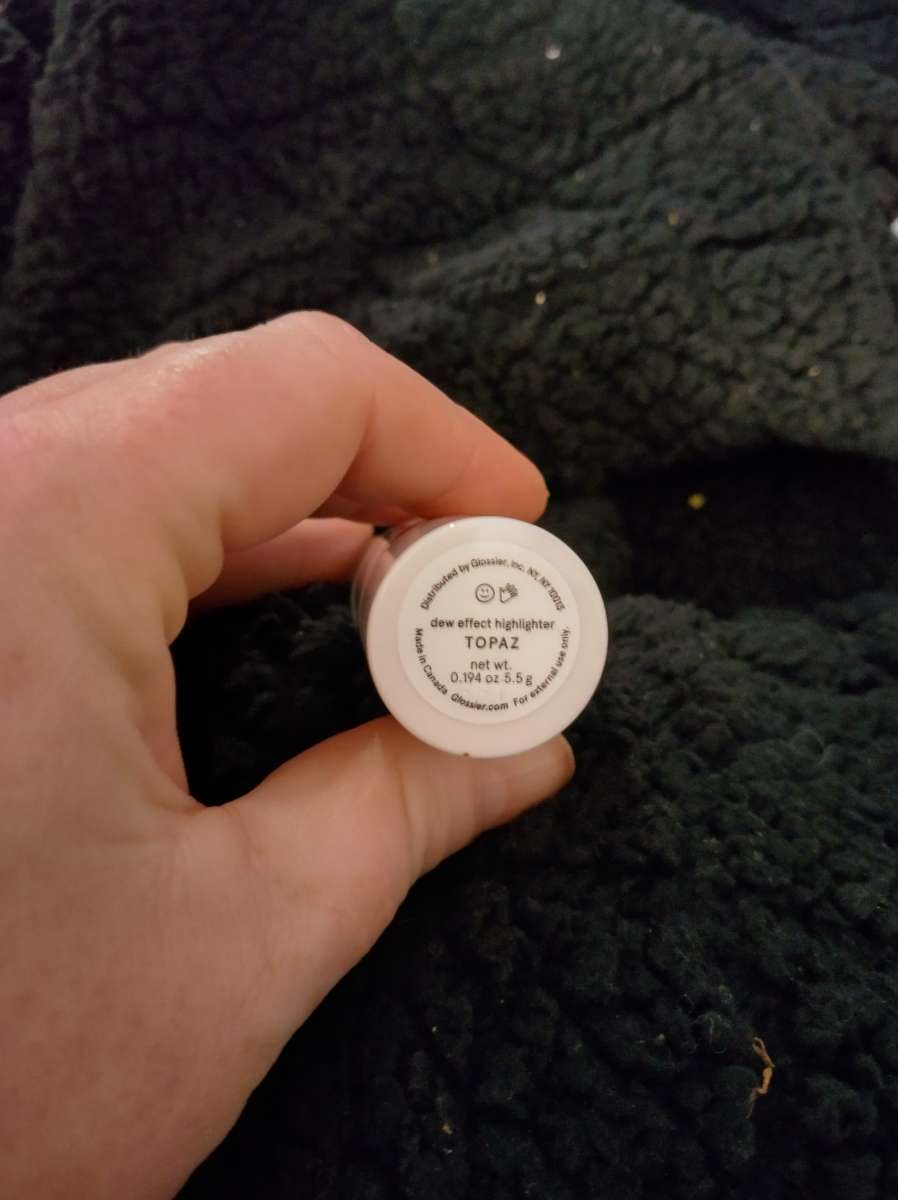 Distributed by Glossier, Inc. NY, NY 10013
dew effect highlighter
TOPAZ
net wt.
0.194 oz 5.5 g
Made in Canada Glossier.com For external use only.